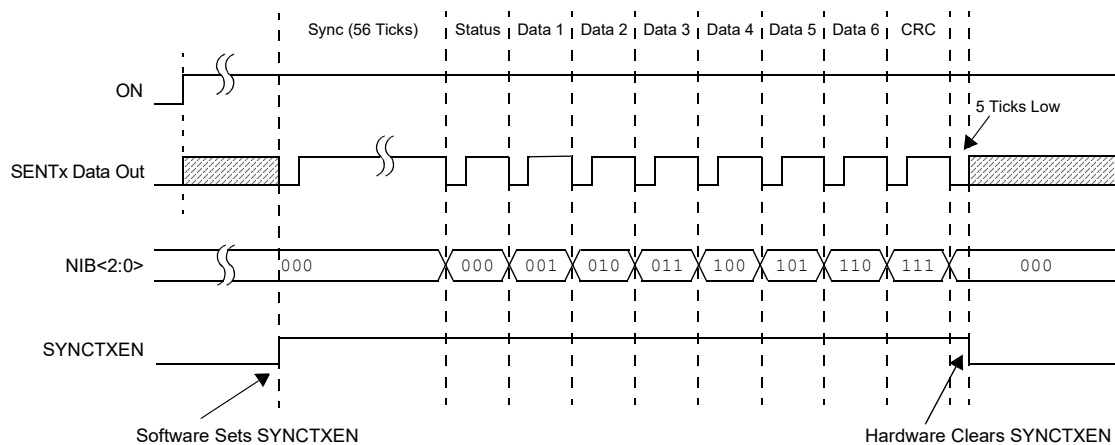 Sync (56 Ticks) Status Data 1 Data 2 Data 3 Data 4 Data 5 Data 6 CRC
ON
5 Ticks Low
SENTx Data Out
NIB<2:0> 000 000 001 010 011 100 101 110 111 000
SYNCTXEN
Software Sets SYNCTXEN Hardware Clears SYNCTXEN